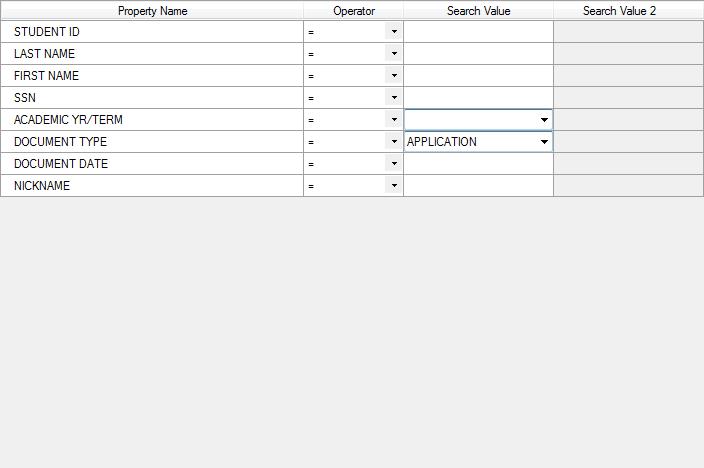 Property Name Operator Search Value Search Value 2
STUDENT ID =
LAST NAME =
FIRST NAME =
SSN =
ACADEMIC YR/TERM =
DOCUMENT TYPE = APPLICATION
DOCUMENT DATE =
NICKNAME =